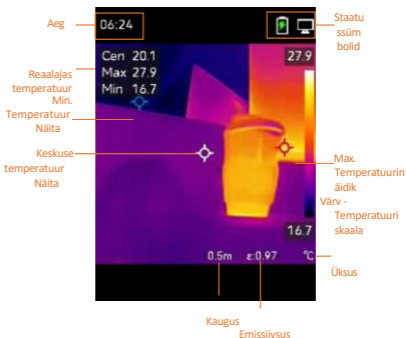 Aeg
06:24
Staatu
ssüm
bolid
Cen 20.1
Max 27.9
Min 16.7
27.9
Reaalajas
temperatuur
Min.
Temperatuur
Näita
Keskuse
temperatuur
Näita
Max.
Temperatuurin
äidik
Värv -
Temperatuuri
skaala
16.7
0.5m ε:0.97 °C
Üksus
Kaugus
Emissiivsus